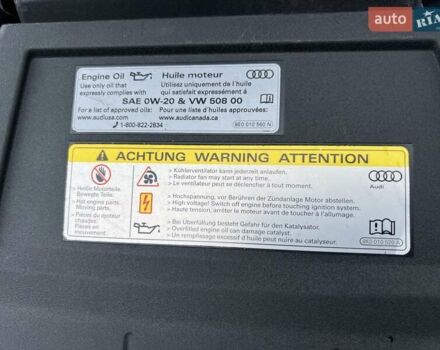 auto RIA
Engine Oil Huile moteur
Use only oil that expressly complies with
Utilisez uniquement de l'huile qui satisfait expressément à
SAE 0W-20 & VW 508 00
For a list of approved oils: Pour une liste d'huiles approuvées:
www.audiusa.com www.audicanada.ca
1-800-822-2834
8E0 010 560 N
ACHTUNG WARNING ATTENTION
› Heiße Motorteile.
Bewegte Teile.
› Hot engine parts.
Moving parts.
› Pièces du moteur
chaudes.
Pièces en
mouvement.
› Kühlerventilator kann jederzeit anlaufen.
› Radiator fan may start at any time.
› Le ventilateur peut se déclencher à tout moment.
› Hochspannung, vor Berühren der Zündanlage Motor abstellen.
› High voltage! Switch off engine before touching ignition system.
› Haute tension, arrêter le moteur avant de toucher à l'allumage.
› Bei Überfüllung besteht Gefahr für den Katalysator.
› Overfilled engine oil can damage catalyst.
› Un remplissage excessif d'huile peut nuire au catalyseur.
Audi
8K0 010 520 A